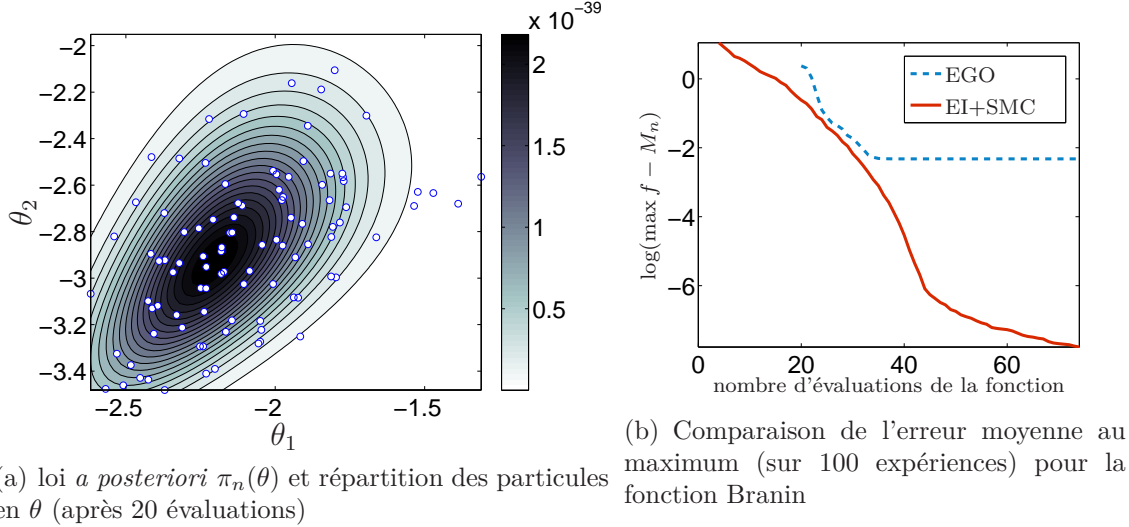 x 10⁻³⁹
−2
−2.2
−2.4
−2.6
−2.8
−3
−3.2
−3.4
θ₂
−2.5
−2
−1.5
θ₁
2
1.5
1
0.5
(a) loi a posteriori πₙ(θ) et répartition des particules
en θ (après 20 évaluations)
0
−2
−4
−6
log(max f − Mₙ)
EGO
EI+SMC
0
20
40
60
nombre d'évaluations de la fonction
(b) Comparaison de l'erreur moyenne au
maximum (sur 100 expériences) pour la
fonction Branin